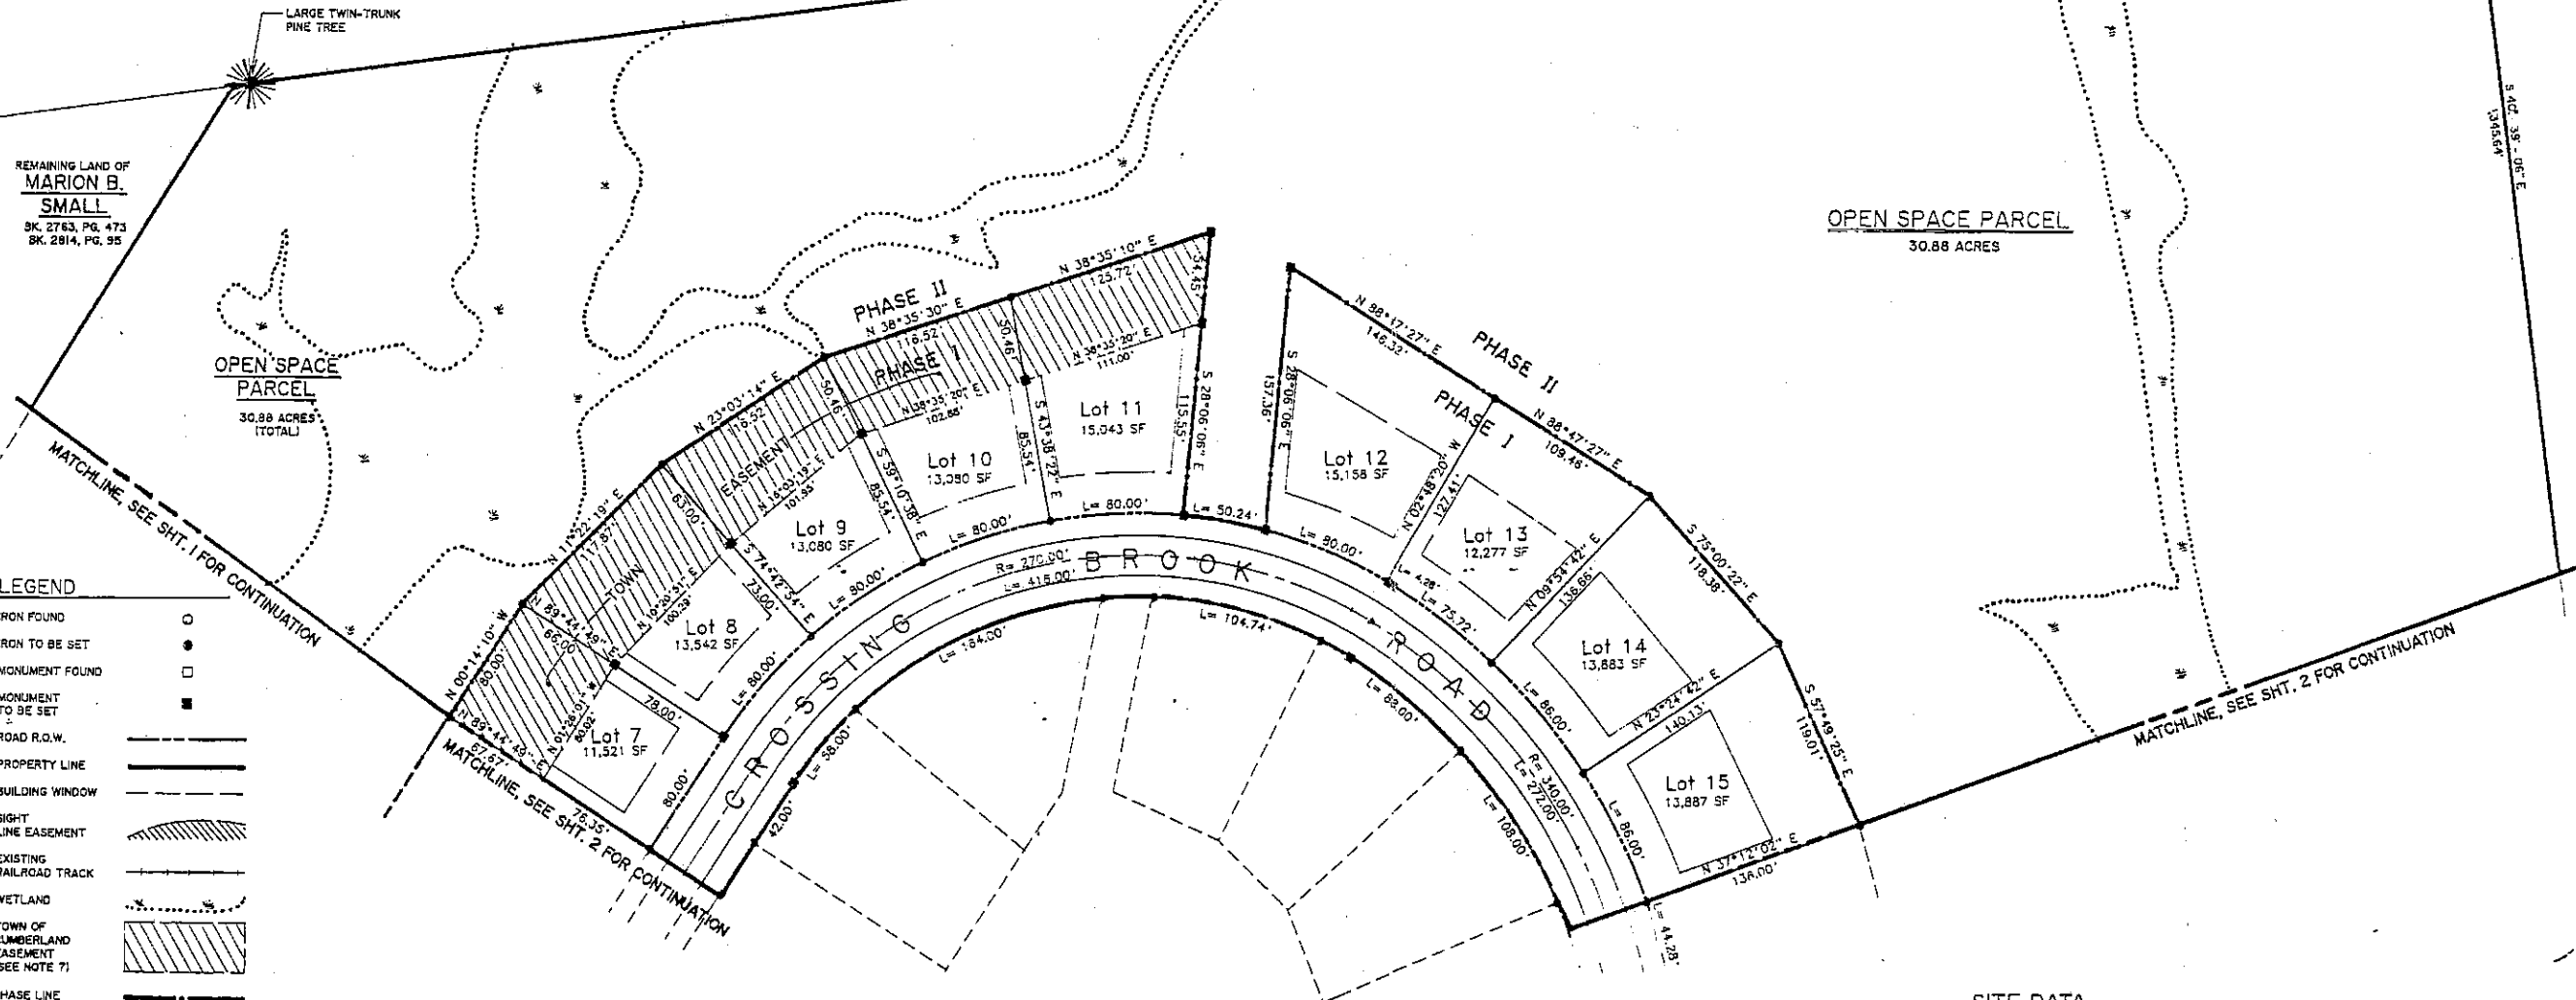 LARGE TWIN-TRUNK
PINE TREE
REMAINING LAND OF
MARION B.
SMALL
BK. 2763, PG. 473
BK. 2814, PG. 95
OPEN SPACE
PARCEL
30.88 ACRES
(TOTAL)
OPEN SPACE PARCEL
30.88 ACRES
S 40° 39' - 06" E
1345.64'
MATCHLINE, SEE SHT. 1 FOR CONTINUATION
MATCHLINE, SEE SHT. 2 FOR CONTINUATION
MATCHLINE, SEE SHT. 2 FOR CONTINUATION
PHASE II
PHASE I
N 38°35'10" E
125.72'
N 38°35'30" E
116.52'
N 23°03'14" E
116.52'
N 11°22'19" E
117.87'
N 00°14'10" W
80.00'
54.45'
50.46'
N 38°35'20" E
111.00'
N 38°35'20" E
102.88'
50.46'
N 16°03'19" E
101.95'
63.00'
N 10°20'51" E
100.29'
N 89°44'49" E
66.00'
TOWN
EASEMENT
N 01°36'01" W
80.02'
N 89°44'49" E
67.67'
76.35'
Lot 7
11,521 SF
78.00'
80.00'
Lot 8
13,542 SF
S 74°42'54" E
73.00'
L= 80.00'
Lot 9
13,080 SF
S 59°10'38" E
85.54'
L= 80.00'
Lot 10
13,080 SF
S 43°38'22" E
85.54'
L= 80.00'
Lot 11
15,043 SF
115.55'
S 28°06'06" E
L= 80.00'
L= 50.24'
S 28°06'06" E
157.36'
N 88°17'27" E
146.32'
PHASE II
PHASE I
Lot 12
15,158 SF
L= 80.00'
N 02°48'20" W
127.41'
N 88°47'27" E
109.46'
Lot 13
12,277 SF
L= 4.28'
L= 75.72'
N 09°54'42" E
136.66'
S 75°00'22" E
118.38'
Lot 14
13,883 SF
L= 86.00'
N 23°24'42" E
140.13'
S 57°49'25" E
119.01'
Lot 15
13,887 SF
L= 86.00'
N 37°12'02" E
136.00'
L= 44.28'
CROSSING BROOK ROAD
R= 270.00'
L= 416.00'
R= 340.00'
L= 272.00'
42.00'
L= 58.00'
L= 164.00'
L= 104.74'
L= 88.00'
L= 108.00'
LEGEND
IRON FOUND
IRON TO BE SET
MONUMENT FOUND
MONUMENT
TO BE SET
ROAD R.O.W.
PROPERTY LINE
BUILDING WINDOW
SIGHT
LINE EASEMENT
EXISTING
RAILROAD TRACK
WETLAND
TOWN OF
CUMBERLAND
EASEMENT
(SEE NOTE 7)
PHASE LINE
SITE DATA